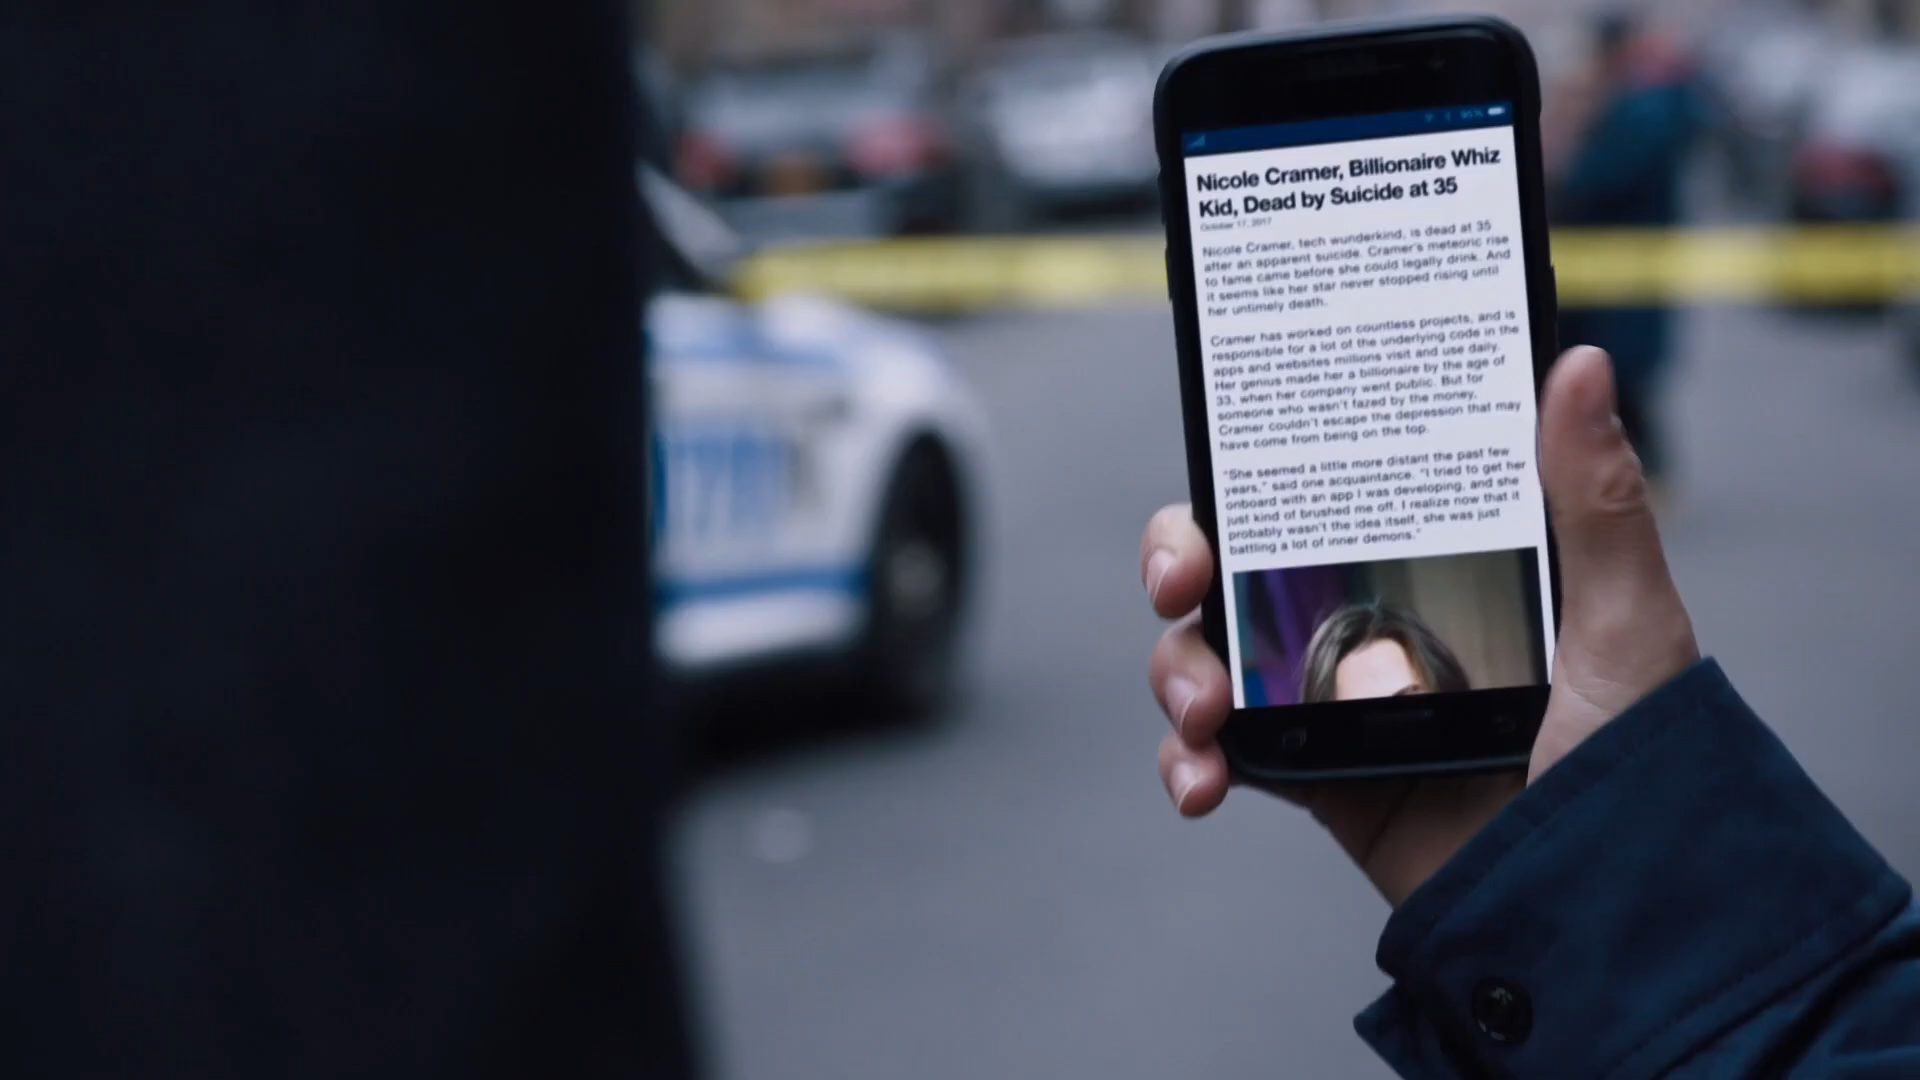 95%
Nicole Cramer, Billionaire Whiz
Kid, Dead by Suicide at 35
October 17, 2017
Nicole Cramer, tech wunderkind, is dead at 35
after an apparent suicide. Cramer's meteoric rise
to fame came before she could legally drink. And
it seems like her star never stopped rising until
her untimely death.
Cramer has worked on countless projects, and is
responsible for a lot of the underlying code in the
apps and websites millions visit and use daily.
Her genius made her a billionaire by the age of
33, when her company went public. But for
someone who wasn't fazed by the money,
Cramer couldn't escape the depression that may
have come from being on the top.
"She seemed a little more distant the past few
years," said one acquaintance. "I tried to get her
onboard with an app I was developing, and she
just kind of brushed me off. I realize now that it
probably wasn't the idea itself, she was just
battling a lot of inner demons."